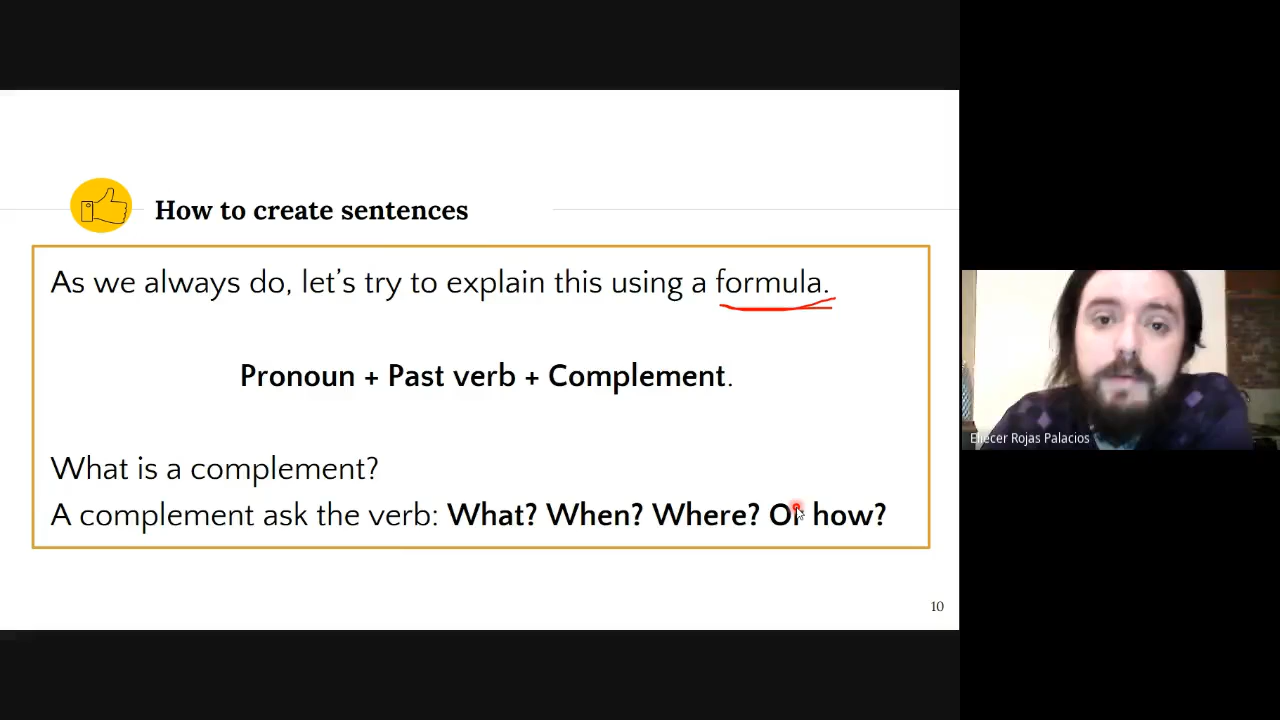 How to create sentences
As we always do, let's try to explain this using a formula.
Pronoun + Past verb + Complement.
What is a complement?
A complement ask the verb: What? When? Where? Or how?
10
Eliecer Rojas Palacios